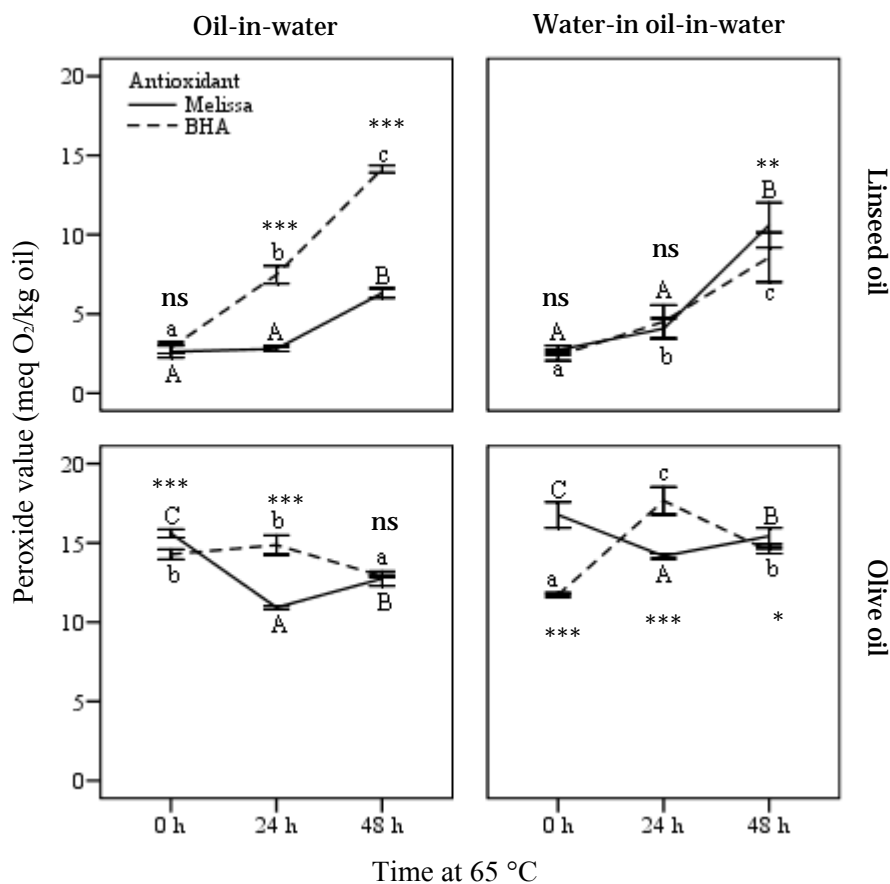 Oil-in-water
Water-in oil-in-water
Peroxide value (meq O₂/kg oil)
20
15
10
5
0
Antioxidant
Melissa
BHA
ns
a
A
***
b
A
***
c
B
ns
A
a
ns
A
b
**
B
c
Linseed oil
20
15
10
5
0
***
C
b
***
b
A
ns
a
B
C
a
***
c
A
***
B
b
*
Olive oil
0 h
24 h
48 h
0 h
24 h
48 h
Time at 65 °C